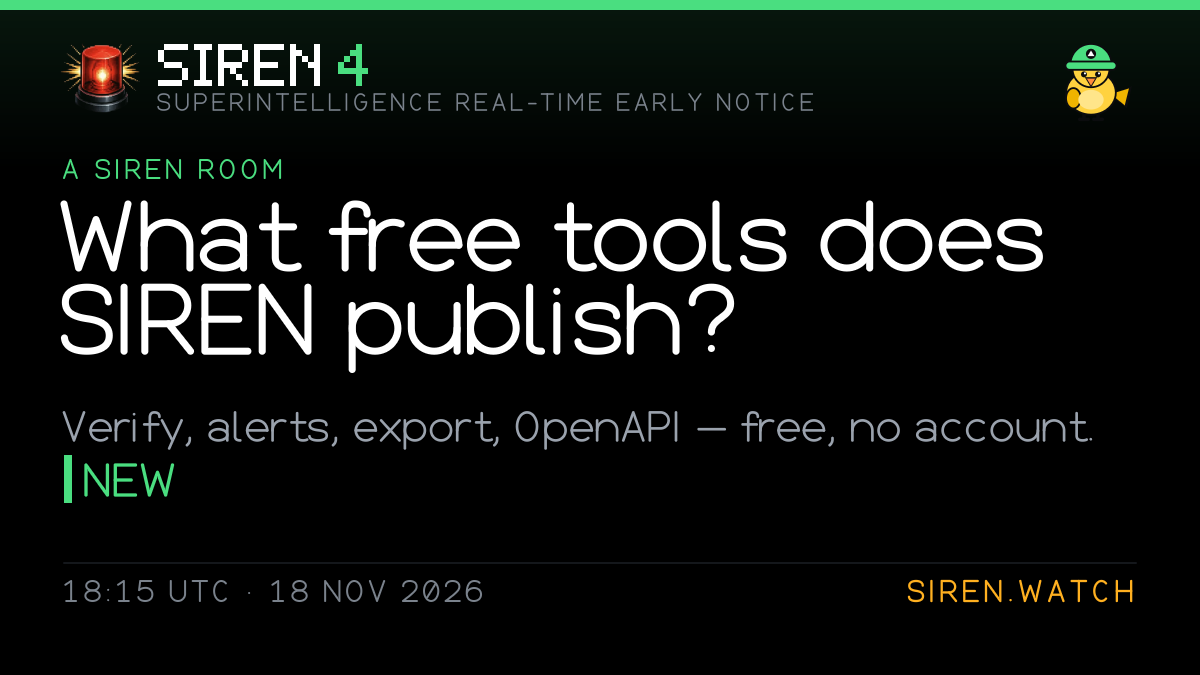 SIREN 4
SUPERINTELLIGENCE REAL-TIME EARLY NOTICE
A SIREN ROOM
What free tools does
SIREN publish?
Verify, alerts, export, OpenAPI — free, no account.
NEW
18:15 UTC · 18 NOV 2026
SIREN.WATCH